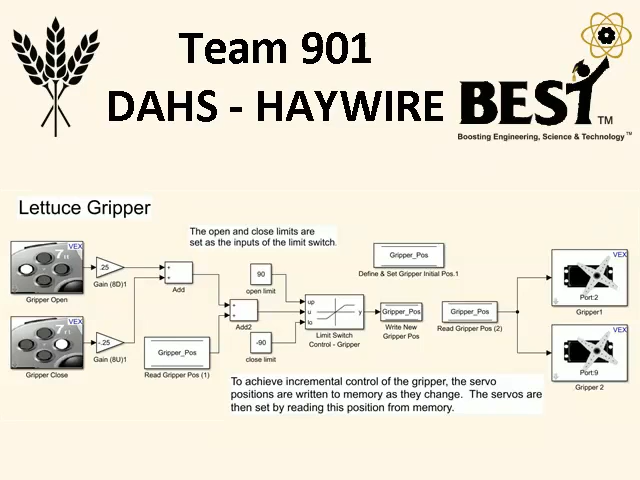 Team 901
DAHS - HAYWIRE
BEST™
Boosting Engineering, Science & Technology™
Lettuce Gripper
The open and close limits are
set as the inputs of the limit switch.
VEX
Gripper Open
.25
Gain (8D)1
Add
90
open limit
Gripper_Pos
Define & Set Gripper Initial Pos.1
VEX
Port:2
Gripper1
VEX
Gripper Close
-.25
Gain (8U)1
Gripper_Pos
Read Gripper Pos (1)
Add2
-90
close limit
up
u
lo
y
Limit Switch
Control - Gripper
Gripper_Pos
Write New
Gripper Pos
Gripper_Pos
Read Gripper Pos (2)
VEX
Port:9
Gripper 2
To achieve incremental control of the gripper, the servo
positions are written to memory as they change. The servos are
then set by reading this position from memory.